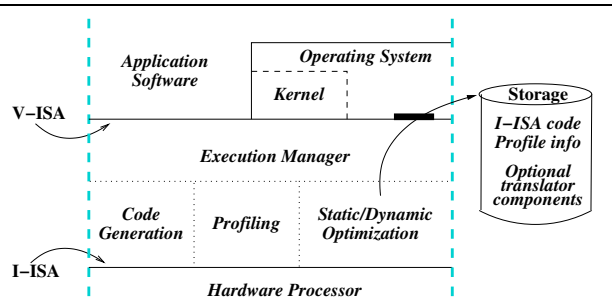 Application
Software
Operating System
Kernel
V-ISA
Execution Manager
Code
Generation
Profiling
Static/Dynamic
Optimization
I-ISA
Hardware Processor
Storage
I-ISA code
Profile info
Optional
translator
components